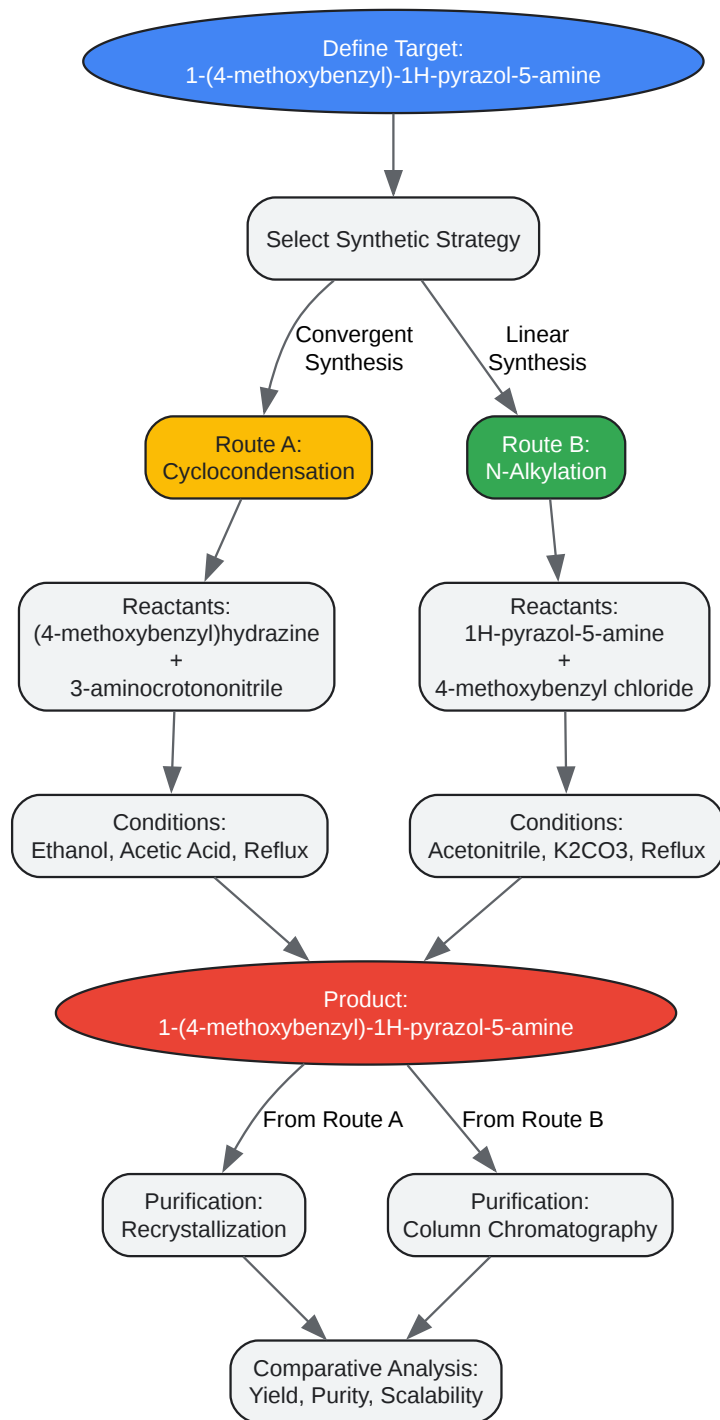 Define Target:
1-(4-methoxybenzyl)-1H-pyrazol-5-amine
Select Synthetic Strategy
Convergent
Synthesis
Linear
Synthesis
Route A:
Cyclocondensation
Route B:
N-Alkylation
Reactants:
(4-methoxybenzyl)hydrazine
+
3-aminocrotononitrile
Reactants:
1H-pyrazol-5-amine
+
4-methoxybenzyl chloride
Conditions:
Ethanol, Acetic Acid, Reflux
Conditions:
Acetonitrile, K2CO3, Reflux
Product:
1-(4-methoxybenzyl)-1H-pyrazol-5-amine
From Route A
From Route B
Purification:
Recrystallization
Purification:
Column Chromatography
Comparative Analysis:
Yield, Purity, Scalability